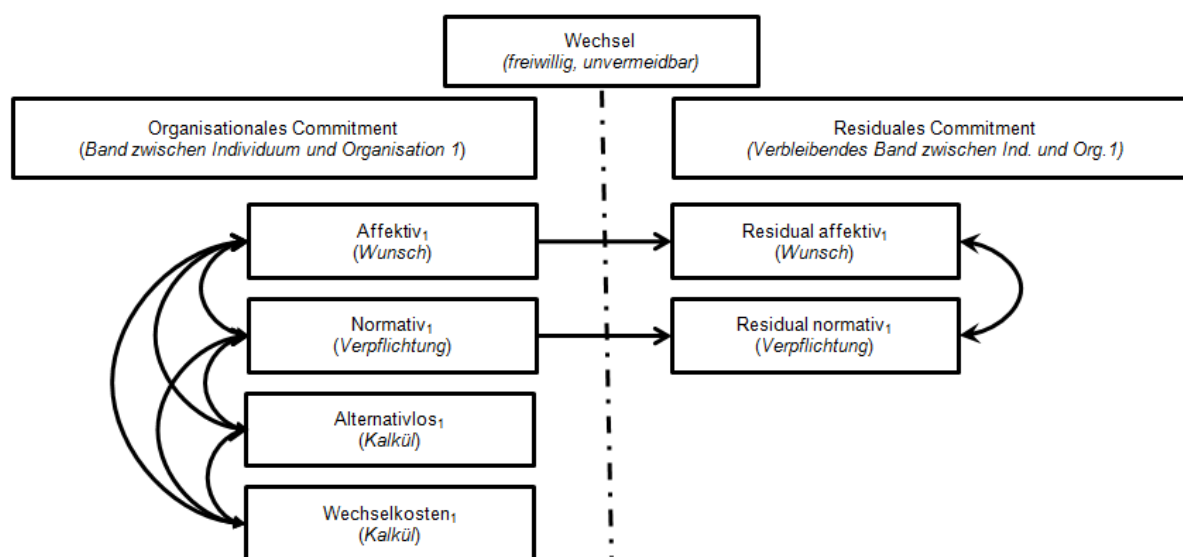 Wechsel
(freiwillig, unvermeidbar)
Organisationales Commitment
(Band zwischen Individuum und Organisation 1)
Residuales Commitment
(Verbleibendes Band zwischen Ind. und Org.1)
Affektiv₁
(Wunsch)
Residual affektiv₁
(Wunsch)
Normativ₁
(Verpflichtung)
Residual normativ₁
(Verpflichtung)
Alternativlos₁
(Kalkül)
Wechselkosten₁
(Kalkül)